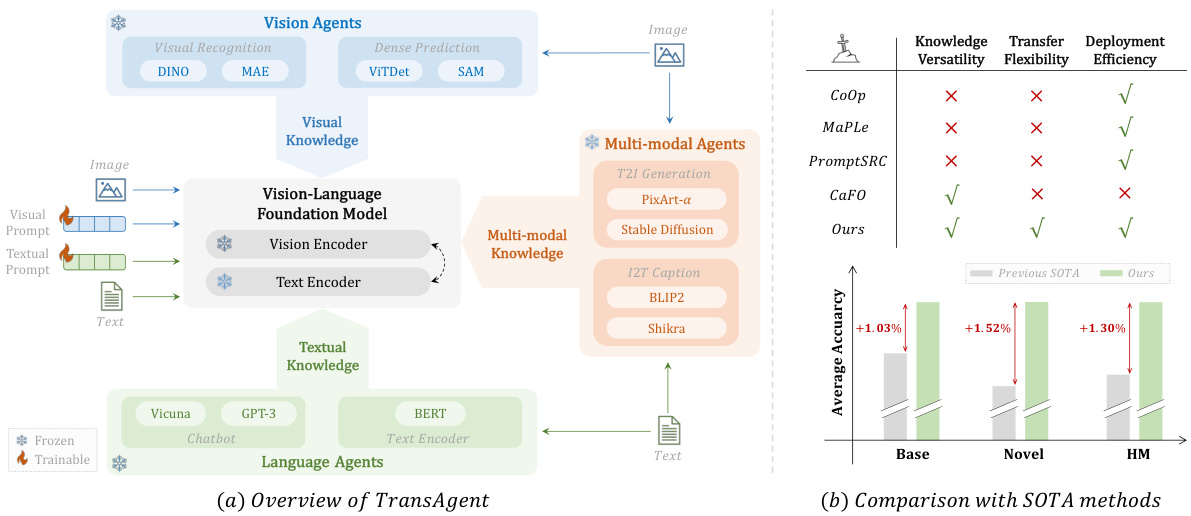 Vision Agents
Visual Recognition
DINO
MAE
Dense Prediction
ViTDet
SAM
Image
Visual
Knowledge
Image
Visual
Prompt
Textual
Prompt
Text
Vision-Language
Foundation Model
Vision Encoder
Text Encoder
Multi-modal
Knowledge
Multi-modal Agents
T2I Generation
PixArt-α
Stable Diffusion
I2T Caption
BLIP2
Shikra
Textual
Knowledge
Vicuna
GPT-3
Chatbot
BERT
Text Encoder
Language Agents
Text
Frozen
Trainable
(a) Overview of TransAgent
Knowledge
Versatility
Transfer
Flexibility
Deployment
Efficiency
CoOp × × √
MaPLe × × √
PromptSRC × × √
CaFO √ × ×
Ours √ √ √
Previous SOTA
Ours
Average Accuarcy
+1.03%
+1.52%
+1.30%
Base
Novel
HM
(b) Comparison with SOTA methods